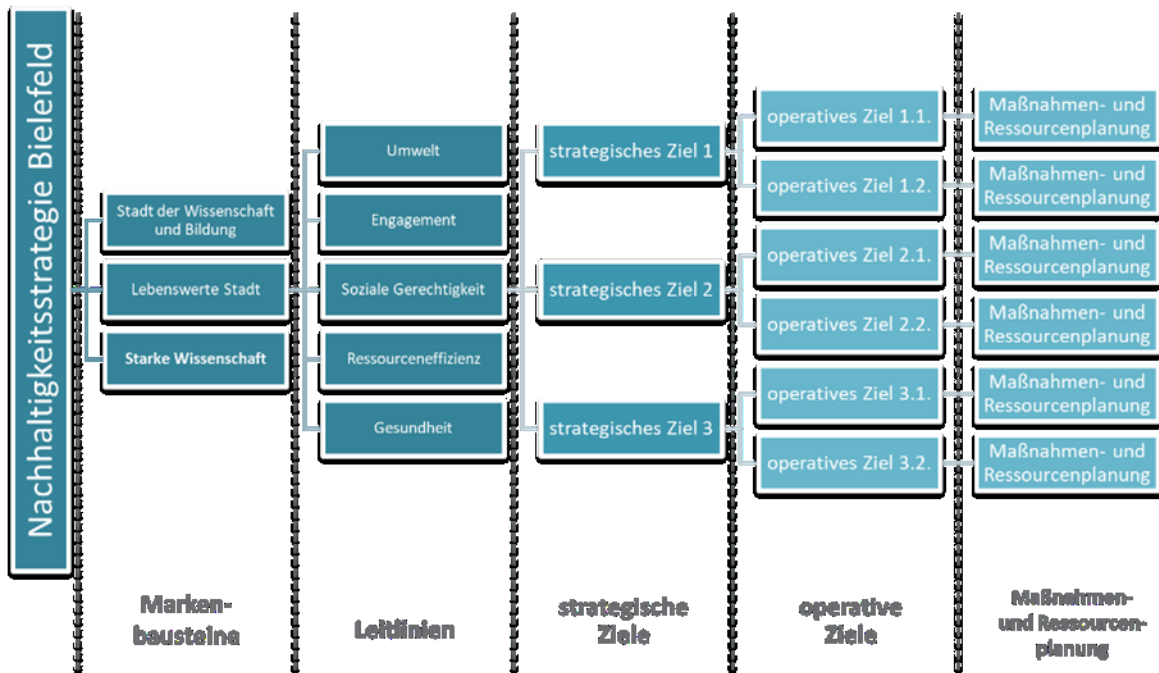 Nachhaltigkeitsstrategie Bielefeld
Stadt der Wissenschaft
und Bildung
Lebenswerte Stadt
Starke Wissenschaft
Umwelt
Engagement
Soziale Gerechtigkeit
Ressourceneffizienz
Gesundheit
strategisches Ziel 1
strategisches Ziel 2
strategisches Ziel 3
operatives Ziel 1.1.
operatives Ziel 1.2.
operatives Ziel 2.1.
operatives Ziel 2.2.
operatives Ziel 3.1.
operatives Ziel 3.2.
Maßnahmen- und
Ressourcenplanung
Maßnahmen- und
Ressourcenplanung
Maßnahmen- und
Ressourcenplanung
Maßnahmen- und
Ressourcenplanung
Maßnahmen- und
Ressourcenplanung
Maßnahmen- und
Ressourcenplanung
Marken-
bausteine
Leitlinien
strategische
Ziele
operative
Ziele
Maßnahmen-
und Ressourcen-
planung